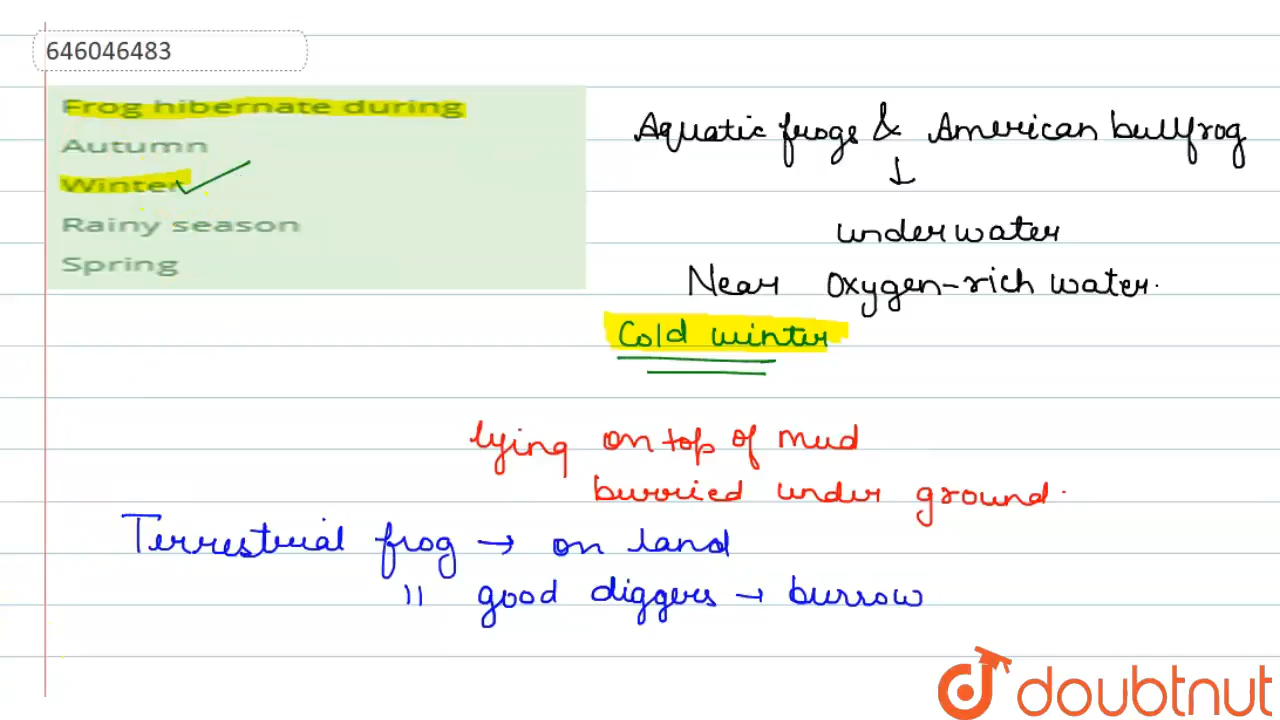 646046483
Frog hibernate during
Autumn
Winter
Rainy season
Spring
Aquatic frogs & American bullfrog
↓
underwater
Near Oxygen-rich water.
Cold winter
lying on top of mud
burried under ground.
Terrestrial frog → on land
" good diggers → burrow
doubtnut